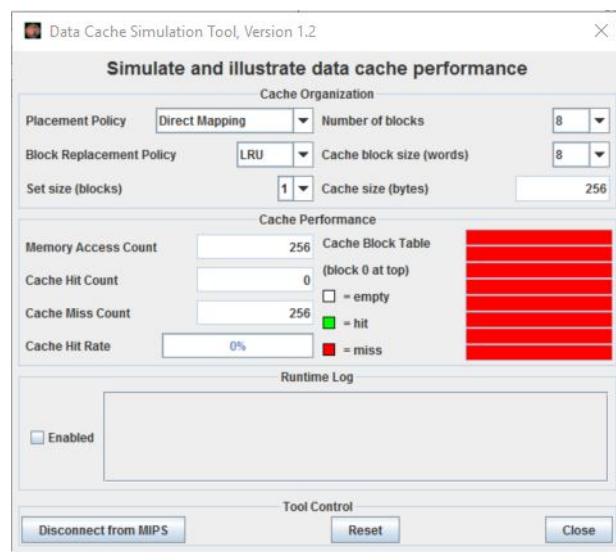 Data Cache Simulation Tool, Version 1.2
Simulate and illustrate data cache performance
Cache Organization
Placement Policy Direct Mapping Number of blocks 8
Block Replacement Policy LRU Cache block size (words) 8
Set size (blocks) 1 Cache size (bytes) 256
Cache Performance
Memory Access Count 256 Cache Block Table
(block 0 at top)
Cache Hit Count 0
= empty
Cache Miss Count 256
= hit
Cache Hit Rate 0%
= miss
Runtime Log
Enabled
Tool Control
Disconnect from MIPS Reset Close